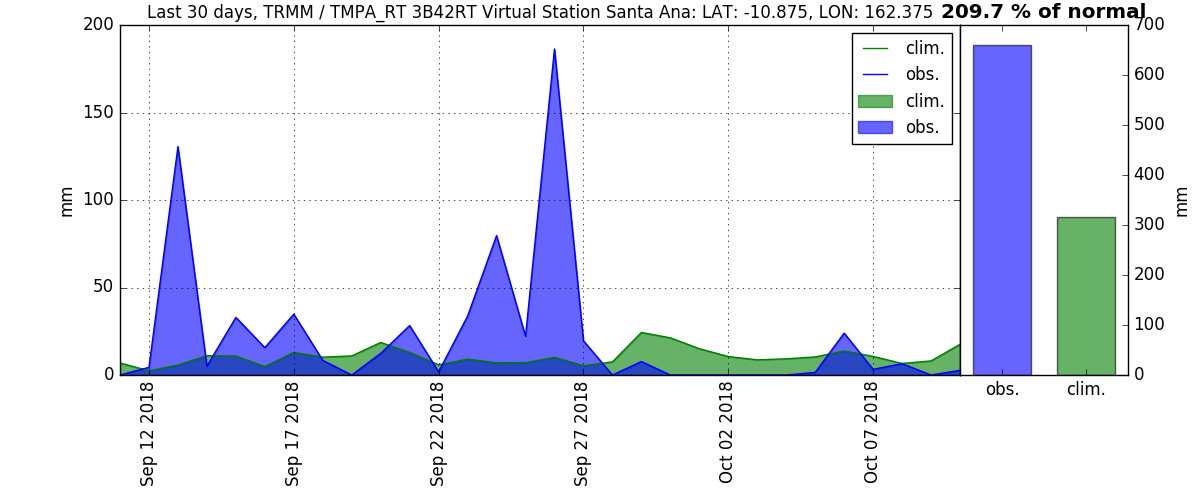 Last 30 days, TRMM / TMPA_RT 3B42RT Virtual Station Santa Ana: LAT: -10.875, LON: 162.375 209.7 % of normal
200
150
100
50
0
mm
clim.
obs.
clim.
obs.
700
600
500
400
300
200
100
0
mm
Sep 12 2018
Sep 17 2018
Sep 22 2018
Sep 27 2018
Oct 02 2018
Oct 07 2018
obs.
clim.